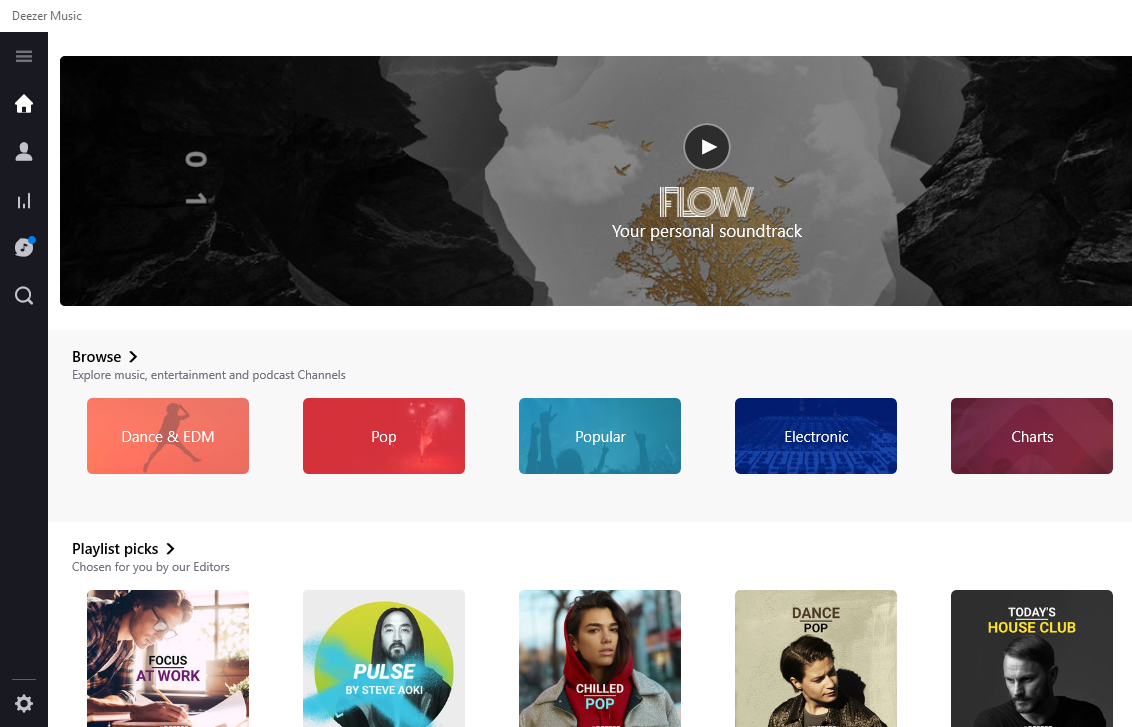 Deezer Music
0
1
FLOW
Your personal soundtrack
Browse
Explore music, entertainment and podcast Channels
Dance & EDM
Pop
Popular
Electronic
Charts
Playlist picks
Chosen for you by our Editors
FOCUS
AT WORK
PULSE
BY STEVE AOKI
CHILLED
POP
DANCE
POP
TODAY'S
HOUSE CLUB